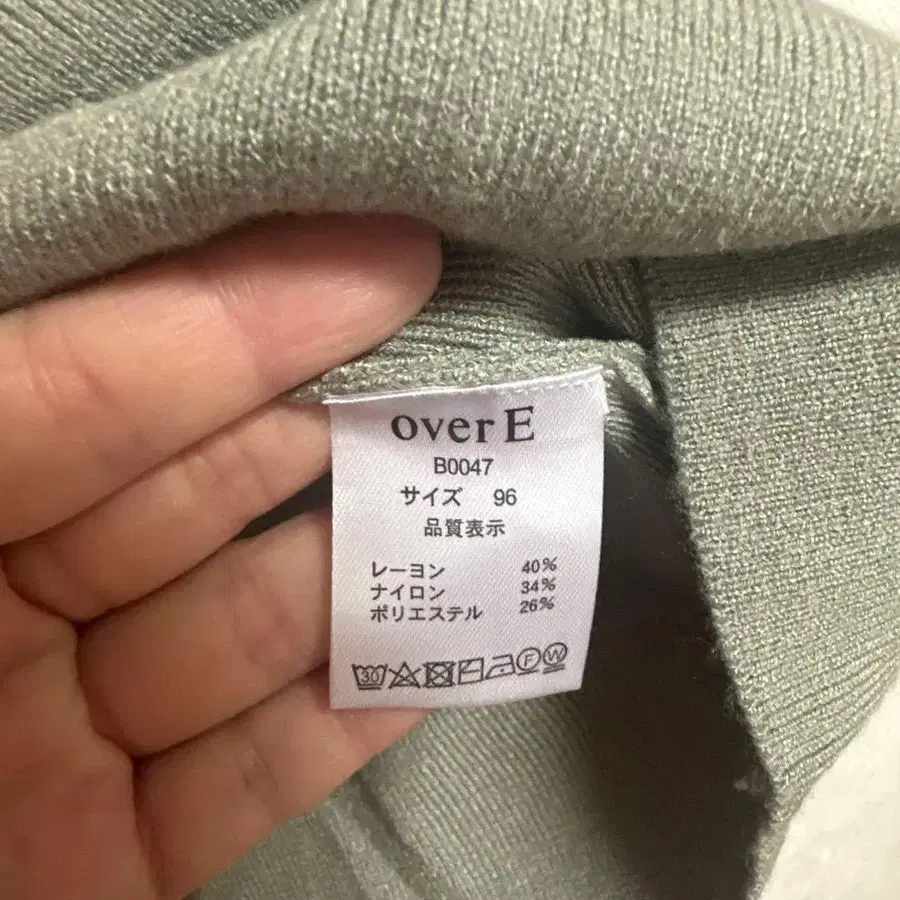 over E
B0047
サイズ 96
品質表示
レーヨン 40%
ナイロン 34%
ポリエステル 26%
30 F W